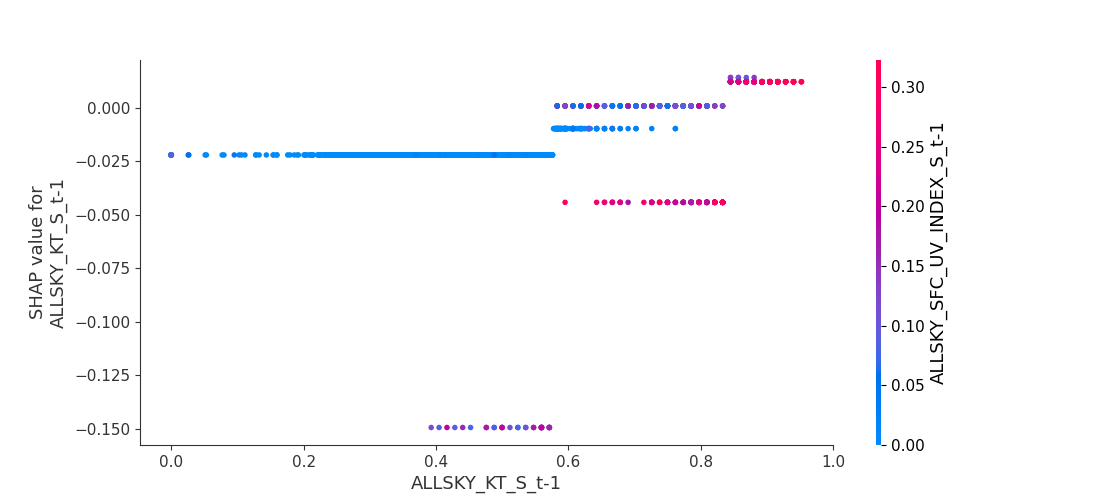 0.000
−0.025
−0.050
−0.075
−0.100
−0.125
−0.150
SHAP value for
ALLSKY_KT_S_t-1
0.0 0.2 0.4 0.6 0.8 1.0
ALLSKY_KT_S_t-1
0.30
0.25
0.20
0.15
0.10
0.05
0.00
ALLSKY_SFC_UV_INDEX_S_t-1